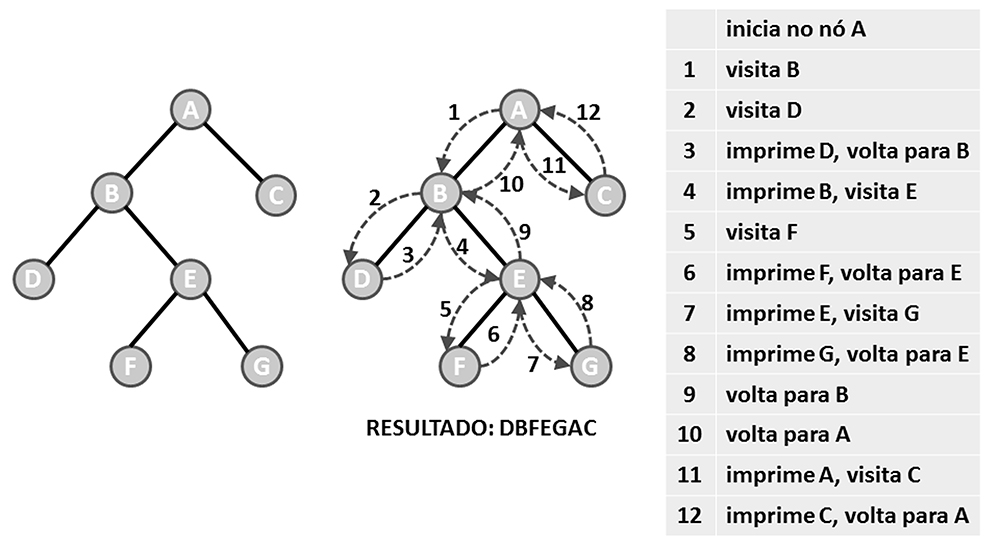 A
B
C
D
E
F
G
A
1
12
11
10
B
C
2
3
4
9
D
E
5
6
7
8
F
G
RESULTADO: DBFEGAC
inicia no nó A
1 visita B
2 visita D
3 imprime D, volta para B
4 imprime B, visita E
5 visita F
6 imprime F, volta para E
7 imprime E, visita G
8 imprime G, volta para E
9 volta para B
10 volta para A
11 imprime A, visita C
12 imprime C, volta para A